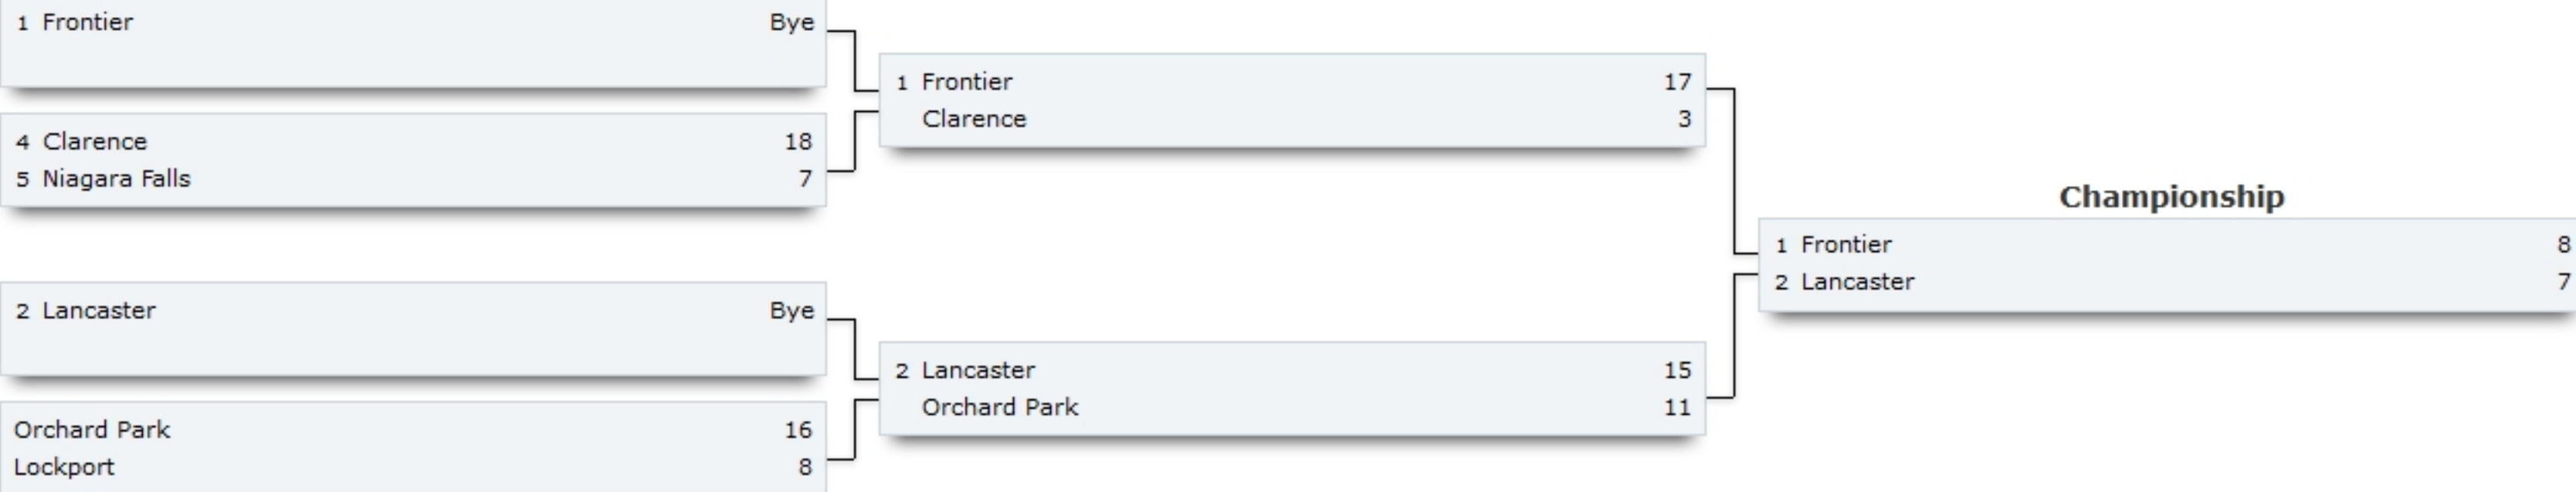 1 Frontier Bye
4 Clarence 18
5 Niagara Falls 7
2 Lancaster Bye
Orchard Park 16
Lockport 8
1 Frontier 17
Clarence 3
2 Lancaster 15
Orchard Park 11
Championship
1 Frontier 8
2 Lancaster 7